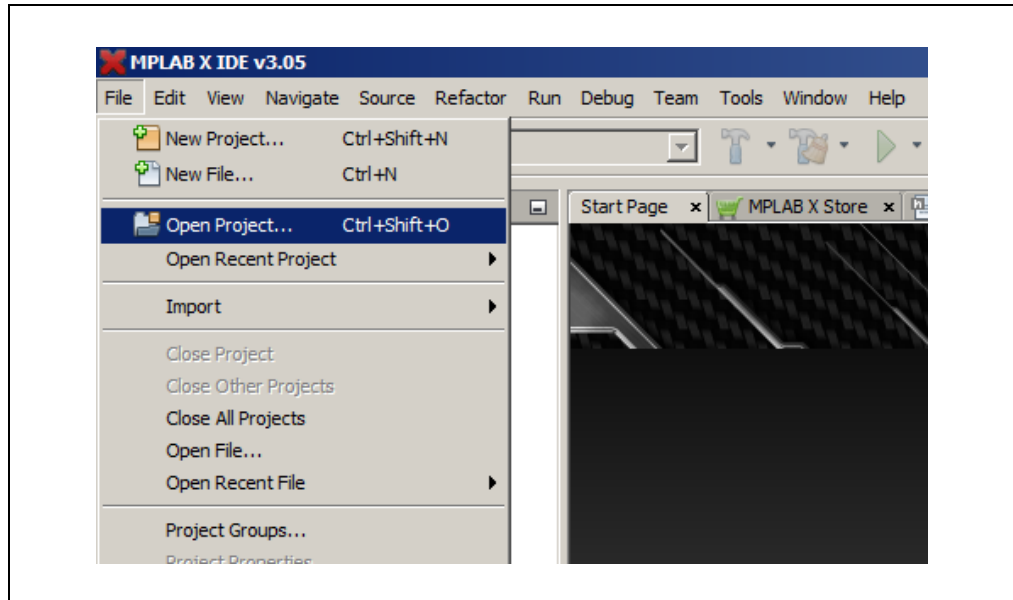 MPLAB X IDE v3.05
File Edit View Navigate Source Refactor Run Debug Team Tools Window Help
New Project... Ctrl+Shift+N
New File... Ctrl+N
Start Page x MPLAB X Store x
Open Project... Ctrl+Shift+O
Open Recent Project
Import
Close Project
Close Other Projects
Close All Projects
Open File...
Open Recent File
Project Groups...
Project Properties